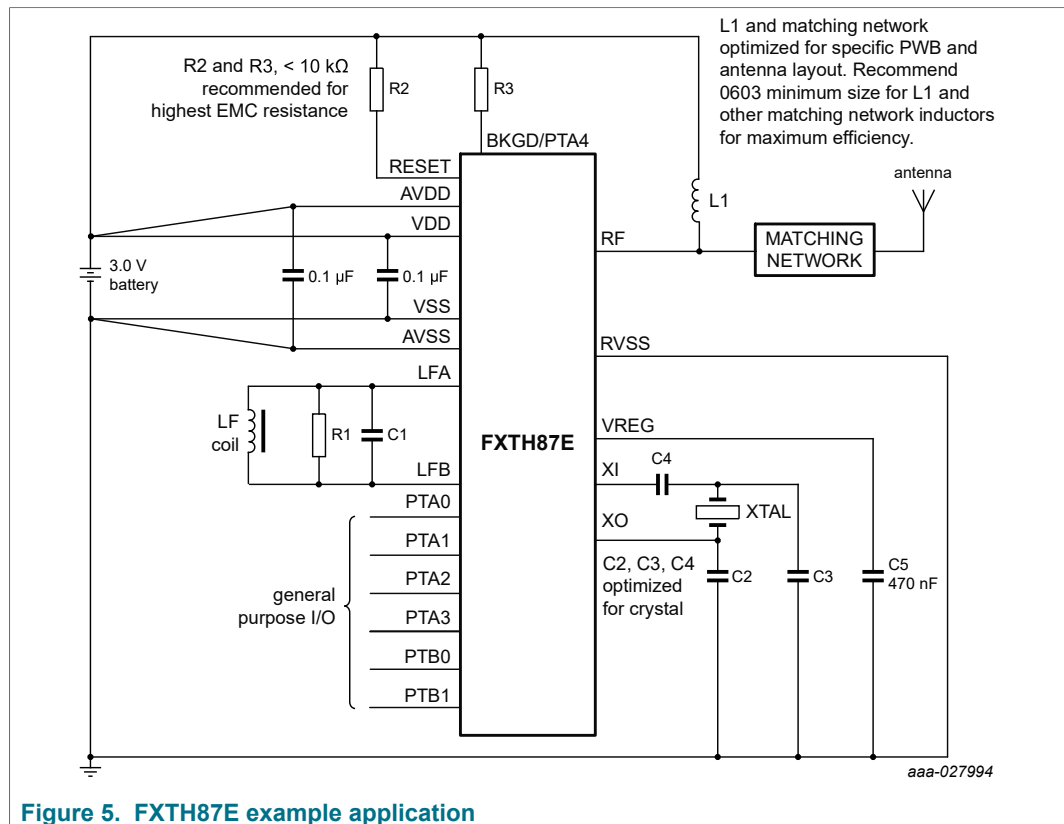 L1 and matching network
optimized for specific PWB and
antenna layout. Recommend
0603 minimum size for L1 and
other matching network inductors
for maximum efficiency.
R2 and R3, < 10 kΩ
recommended for
highest EMC resistance
R2
R3
BKGD/PTA4
RESET
AVDD
VDD
3.0 V
battery
0.1 µF
0.1 µF
VSS
AVSS
LFA
LF
coil
R1
C1
LFB
PTA0
PTA1
PTA2
PTA3
PTB0
PTB1
general
purpose I/O
FXTH87E
antenna
L1
RF
MATCHING
NETWORK
RVSS
VREG
XI
C4
XTAL
XO
C2, C3, C4
optimized
for crystal
C2
C3
C5
470 nF
aaa-027994
Figure 5. FXTH87E example application